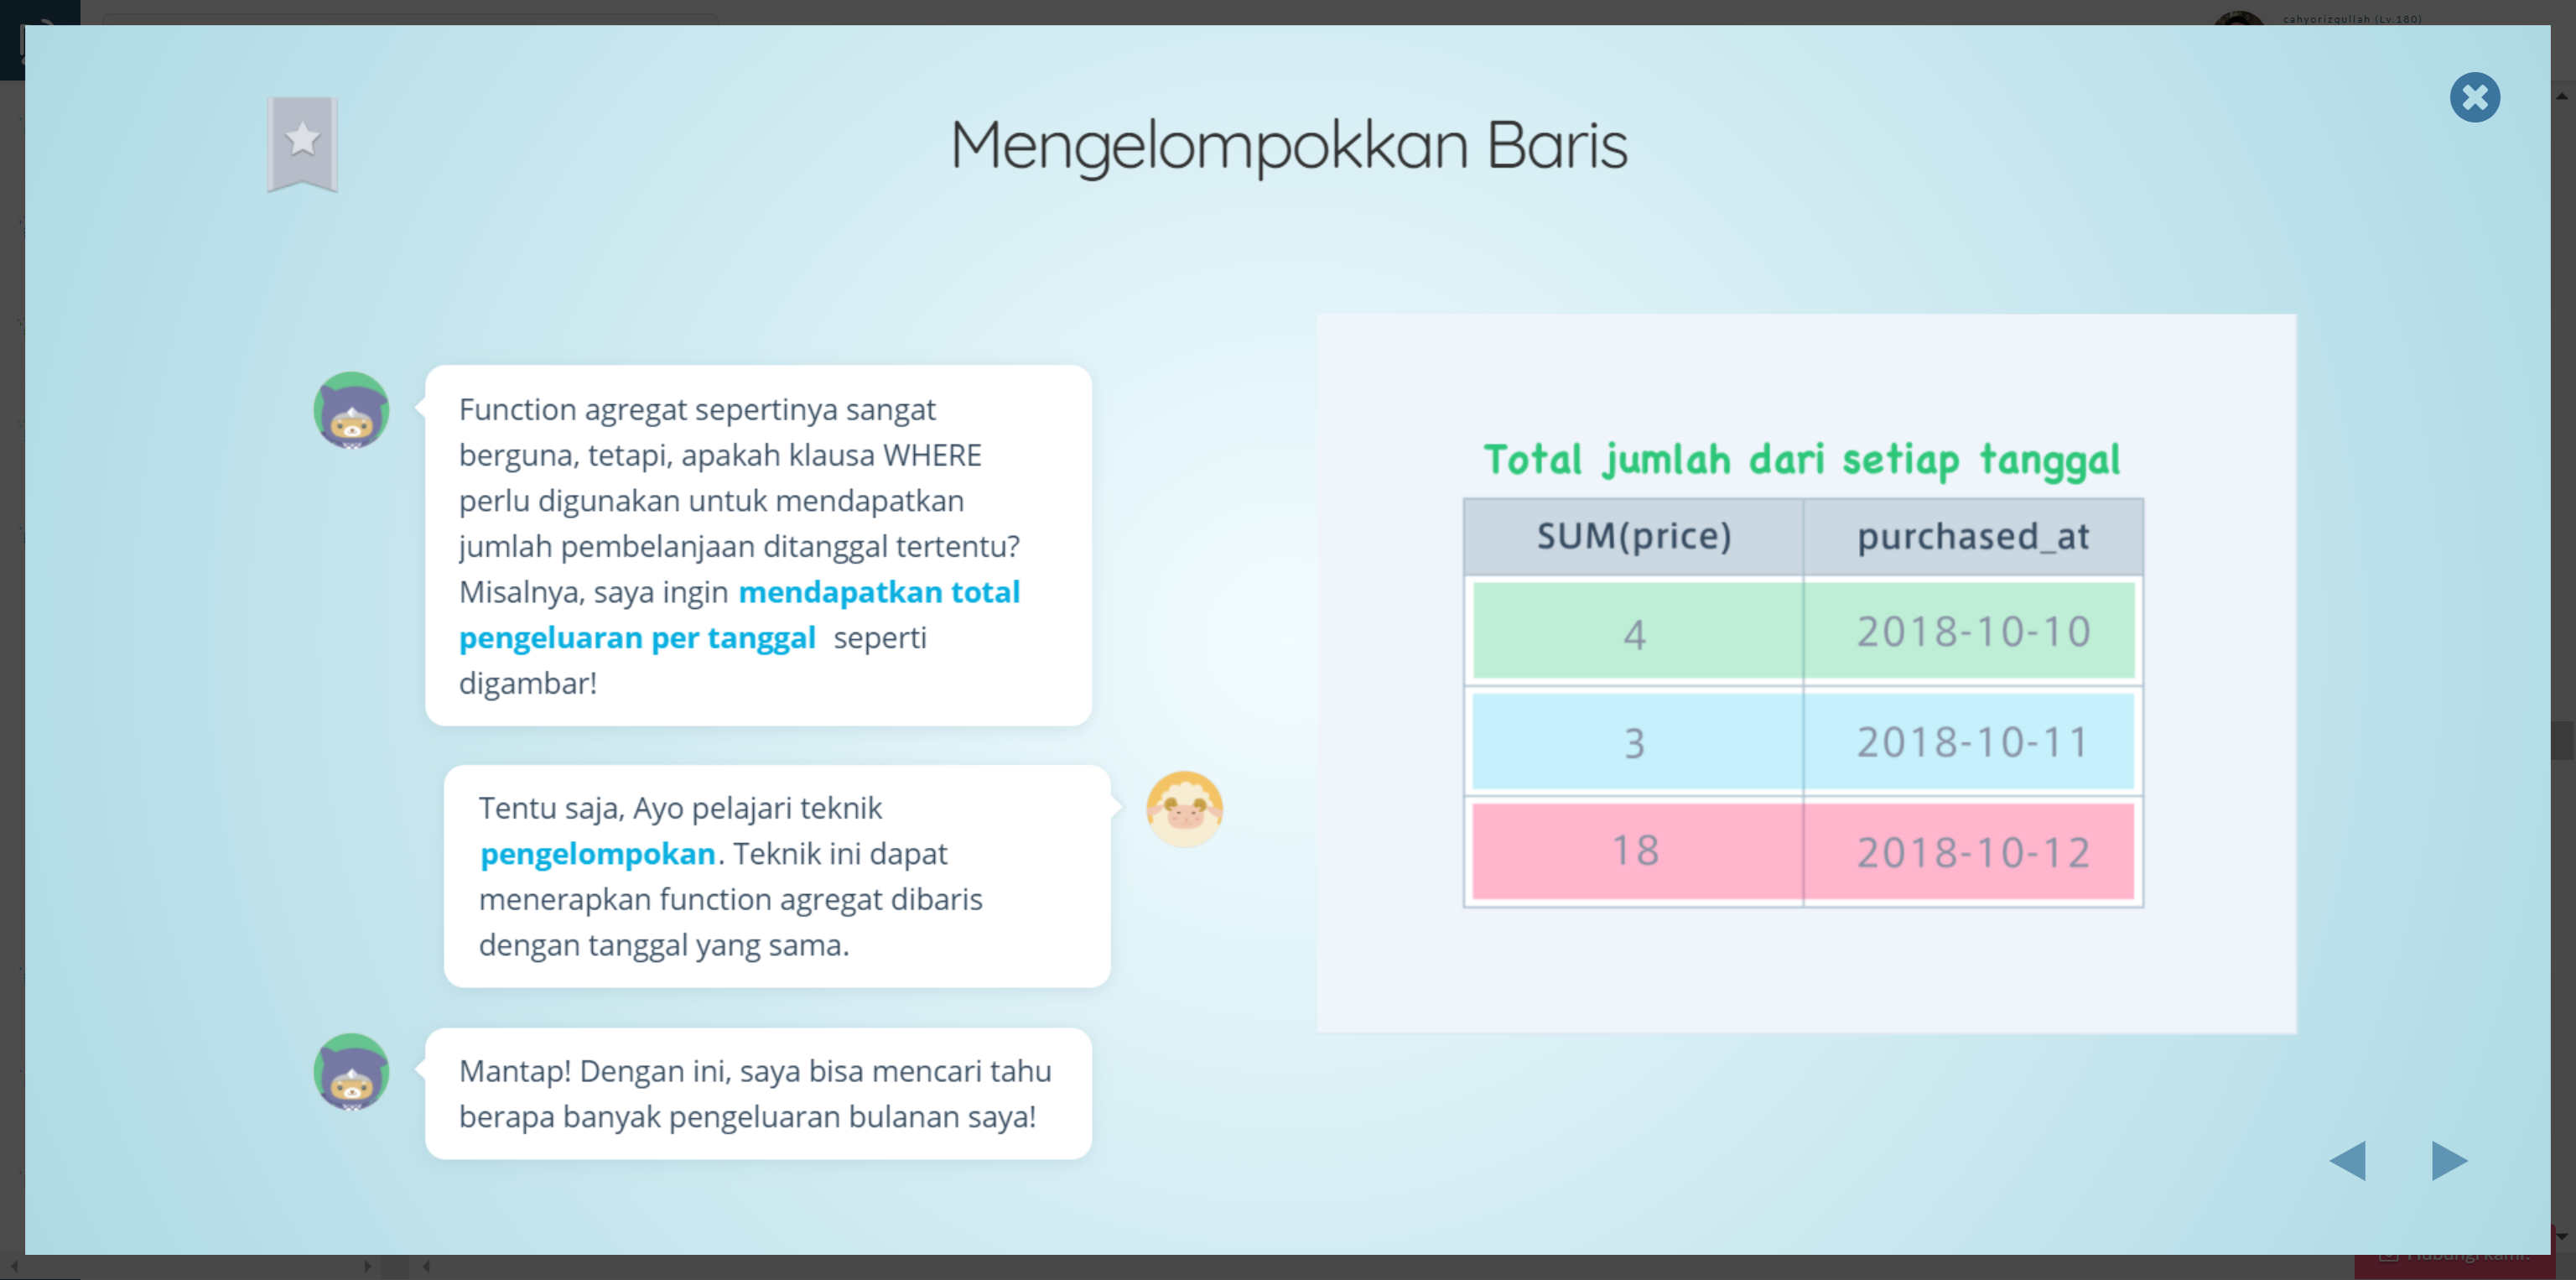 cahyorizqullah (Lv.180)
Mengelompokkan Baris
Function agregat sepertinya sangat
berguna, tetapi, apakah klausa WHERE
perlu digunakan untuk mendapatkan
jumlah pembelanjaan ditanggal tertentu?
Misalnya, saya ingin mendapatkan total
pengeluaran per tanggal seperti
digambar!
Tentu saja, Ayo pelajari teknik
pengelompokan. Teknik ini dapat
menerapkan function agregat dibaris
dengan tanggal yang sama.
Mantap! Dengan ini, saya bisa mencari tahu
berapa banyak pengeluaran bulanan saya!
Total jumlah dari setiap tanggal
SUM(price) purchased_at
4 2018-10-10
3 2018-10-11
18 2018-10-12